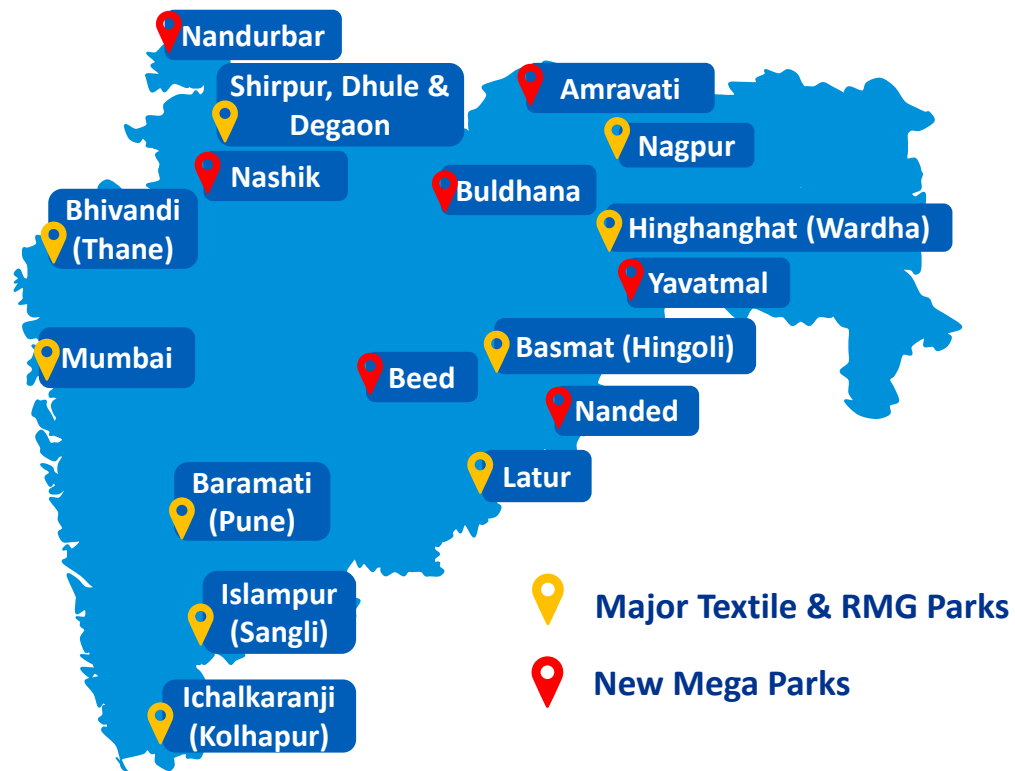 Nandurbar
Shirpur, Dhule &
Degaon
Amravati
Nagpur
Nashik
Buldhana
Bhivandi
(Thane)
Hinghanghat (Wardha)
Yavatmal
Mumbai
Basmat (Hingoli)
Beed
Nanded
Latur
Baramati
(Pune)
Islampur
(Sangli)
Major Textile & RMG Parks
New Mega Parks
Ichalkaranji
(Kolhapur)